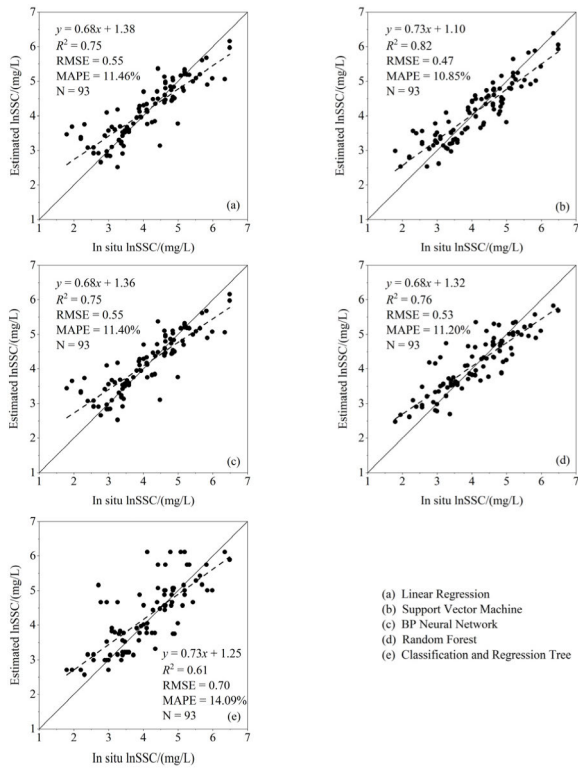 7
6
5
4
3
2
1
Estimated lnSSC/(mg/L)
y = 0.68x + 1.38
R² = 0.75
RMSE = 0.55
MAPE = 11.46%
N = 93
(a)
1 2 3 4 5 6 7
In situ lnSSC/(mg/L)
7
6
5
4
3
2
1
Estimated lnSSC/(mg/L)
y = 0.73x + 1.10
R² = 0.82
RMSE = 0.47
MAPE = 10.85%
N = 93
(b)
1 2 3 4 5 6 7
In situ lnSSC/(mg/L)
7
6
5
4
3
2
1
Estimated lnSSC/(mg/L)
y = 0.68x + 1.36
R² = 0.75
RMSE = 0.55
MAPE = 11.40%
N = 93
(c)
1 2 3 4 5 6 7
In situ lnSSC/(mg/L)
7
6
5
4
3
2
1
Estimated lnSSC/(mg/L)
y = 0.68x + 1.32
R² = 0.76
RMSE = 0.53
MAPE = 11.20%
N = 93
(d)
1 2 3 4 5 6 7
In situ lnSSC/(mg/L)
7
6
5
4
3
2
1
Estimated lnSSC/(mg/L)
y = 0.73x + 1.25
R² = 0.61
RMSE = 0.70
MAPE = 14.09%
N = 93
(e)
1 2 3 4 5 6 7
In situ lnSSC/(mg/L)
(a) Linear Regression
(b) Support Vector Machine
(c) BP Neural Network
(d) Random Forest
(e) Classification and Regression Tree